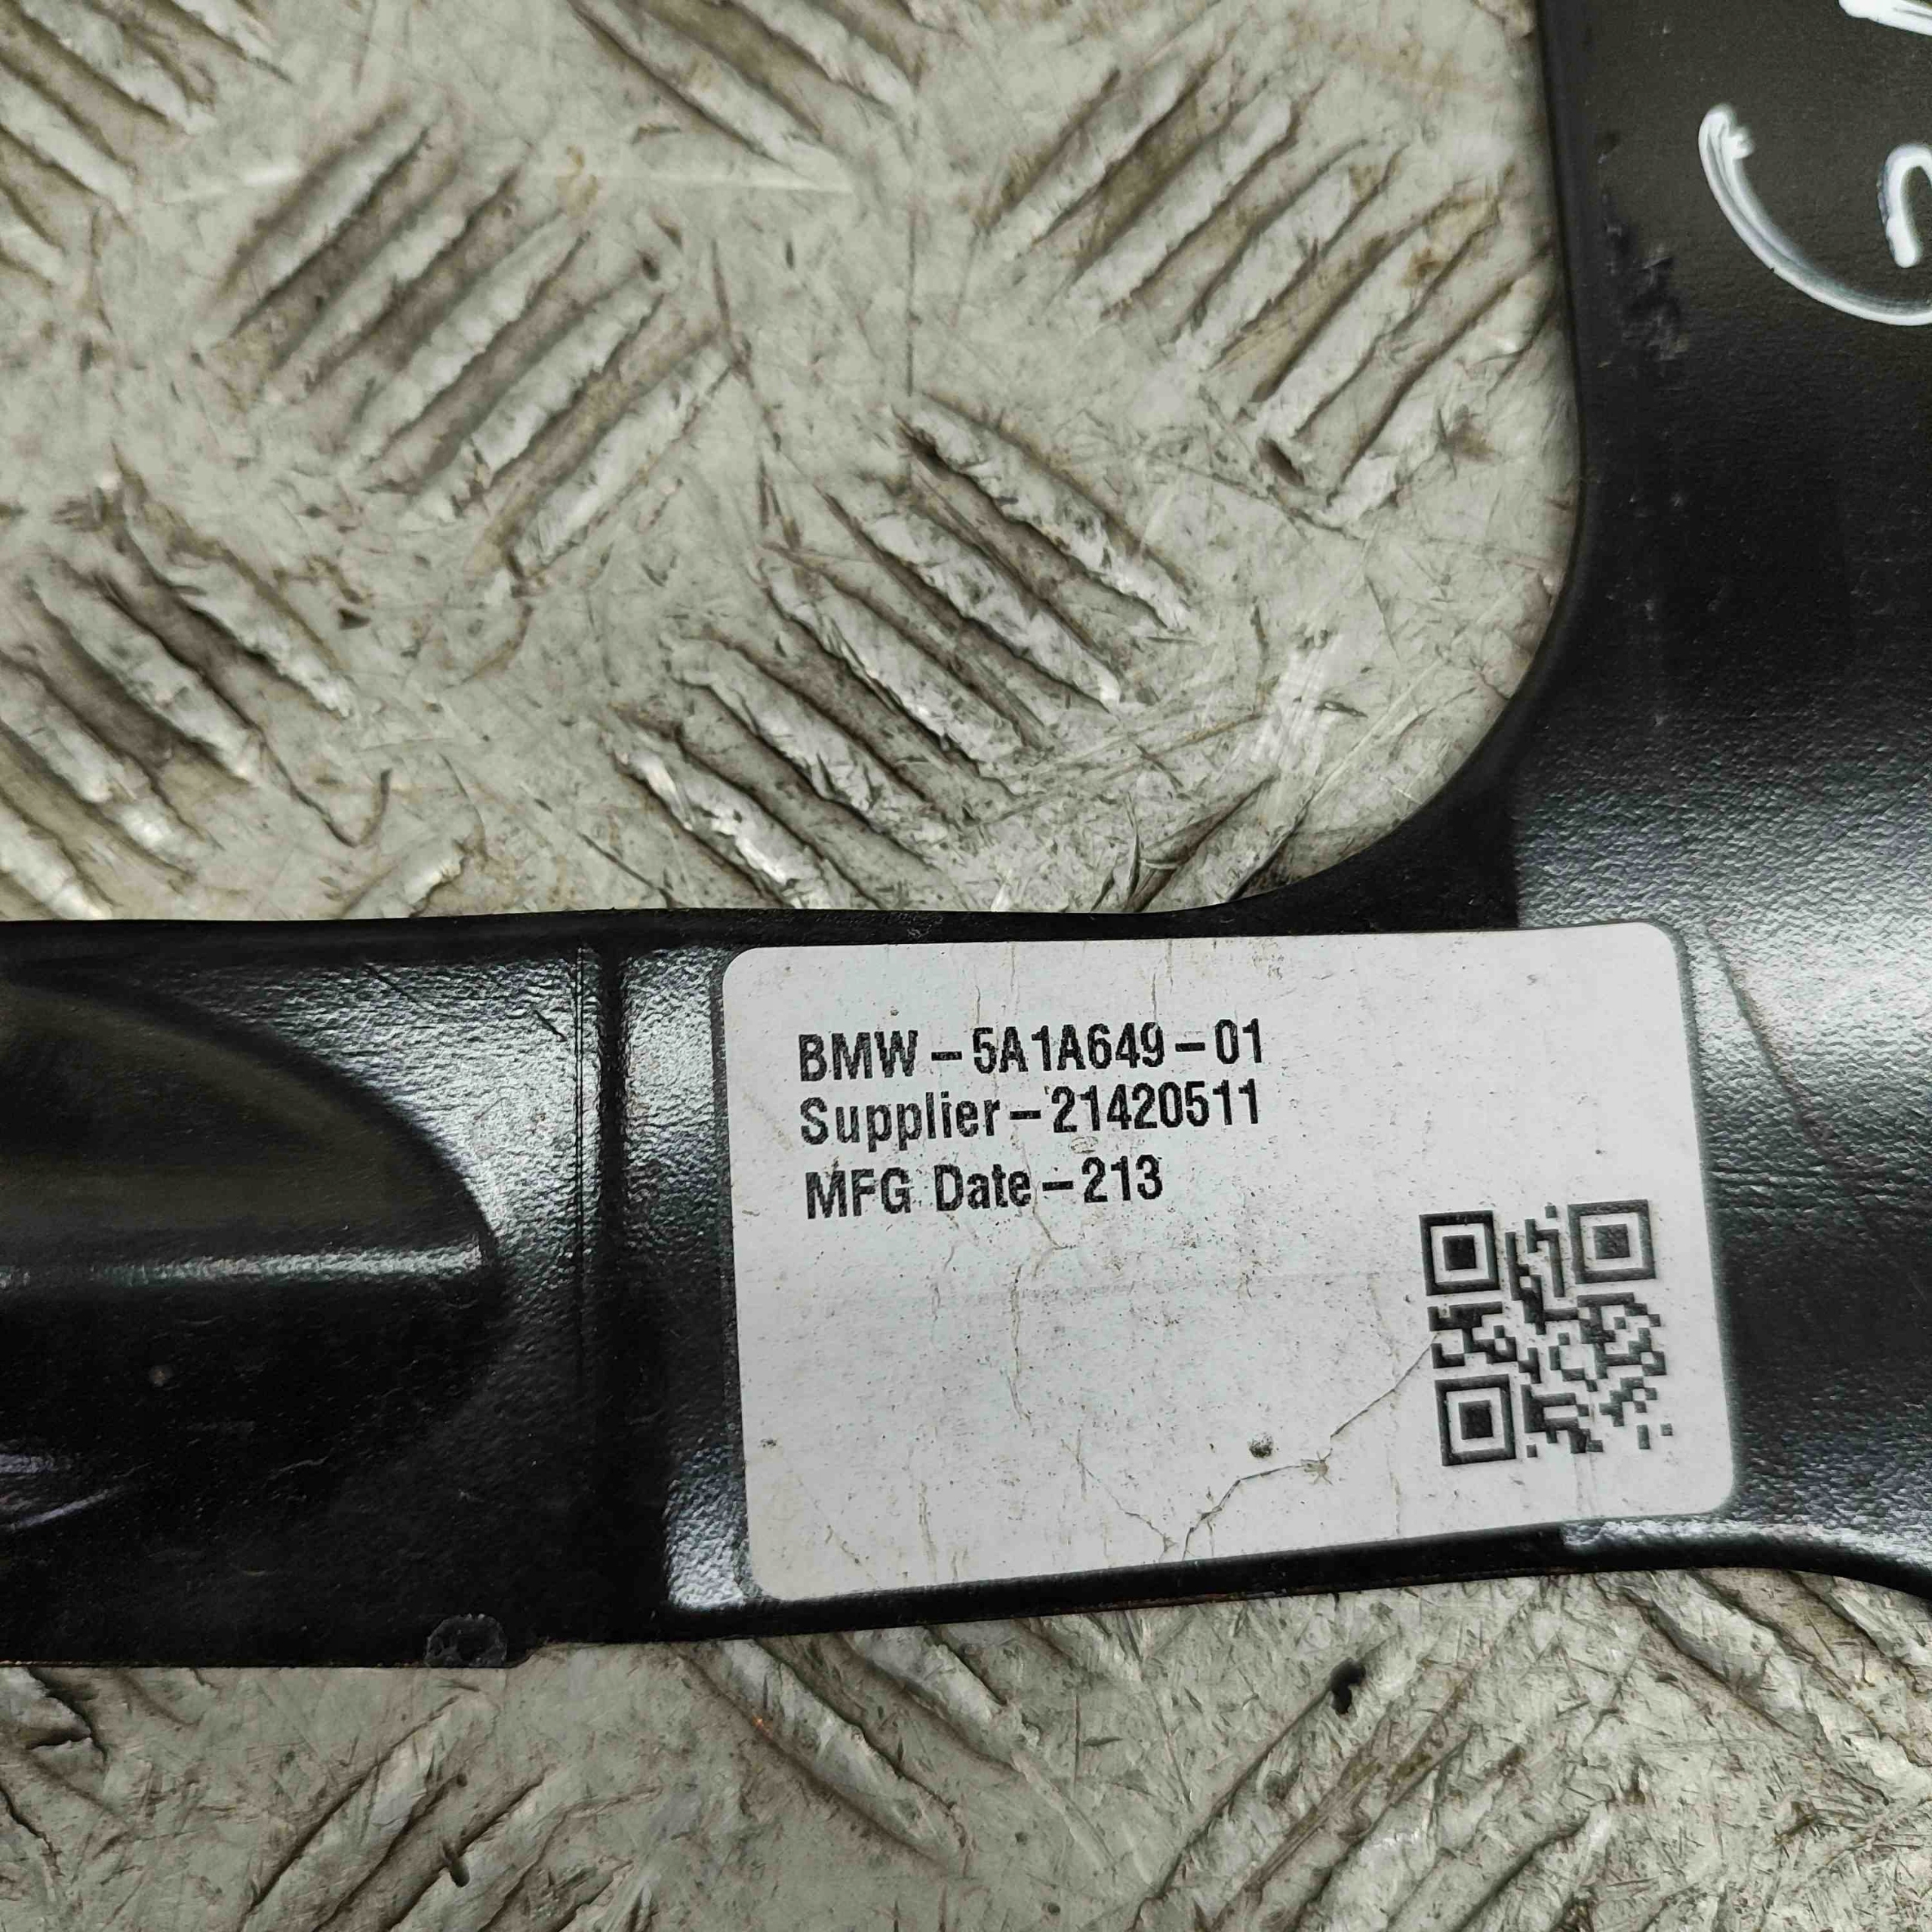 BMW-5A1A649-01
Supplier-21420511
MFG Date-213